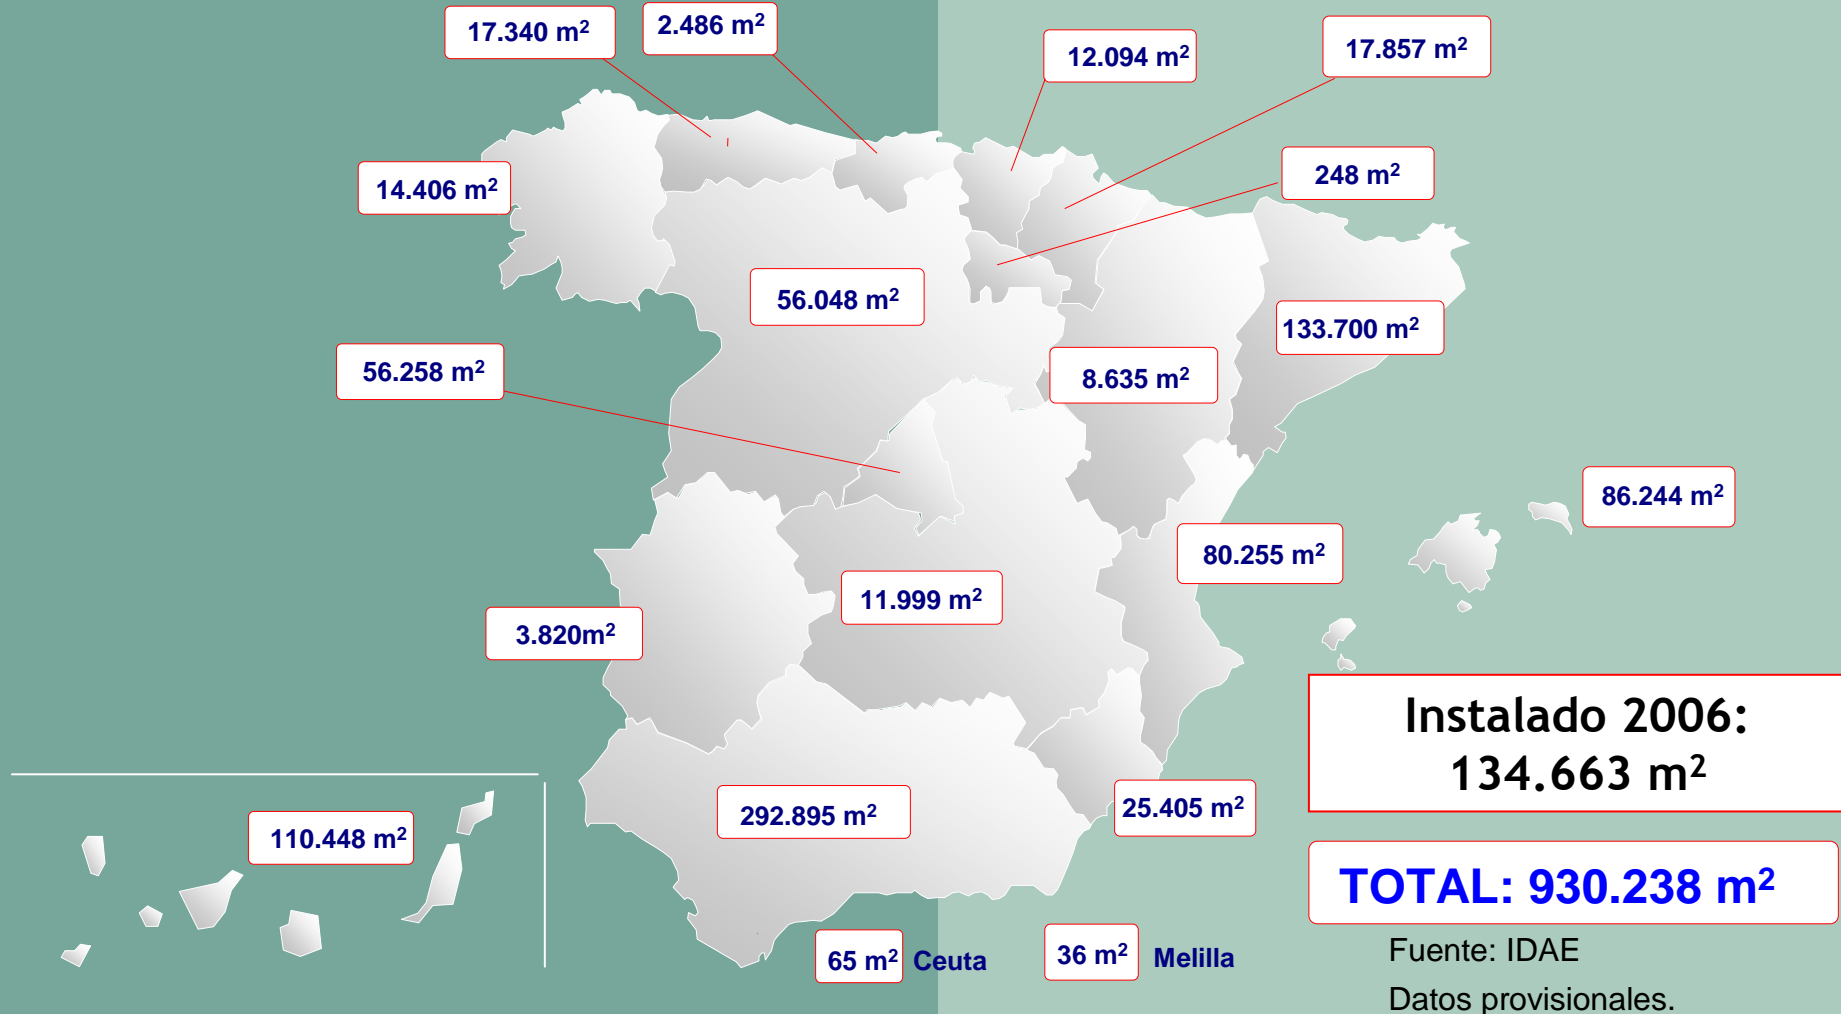 17.340 m²
2.486 m²
12.094 m²
17.857 m²
14.406 m²
248 m²
56.048 m²
133.700 m²
56.258 m²
8.635 m²
86.244 m²
80.255 m²
11.999 m²
3.820m²
Instalado 2006:
134.663 m²
292.895 m²
25.405 m²
110.448 m²
TOTAL: 930.238 m²
65 m² Ceuta
36 m² Melilla
Fuente: IDAE
Datos provisionales.